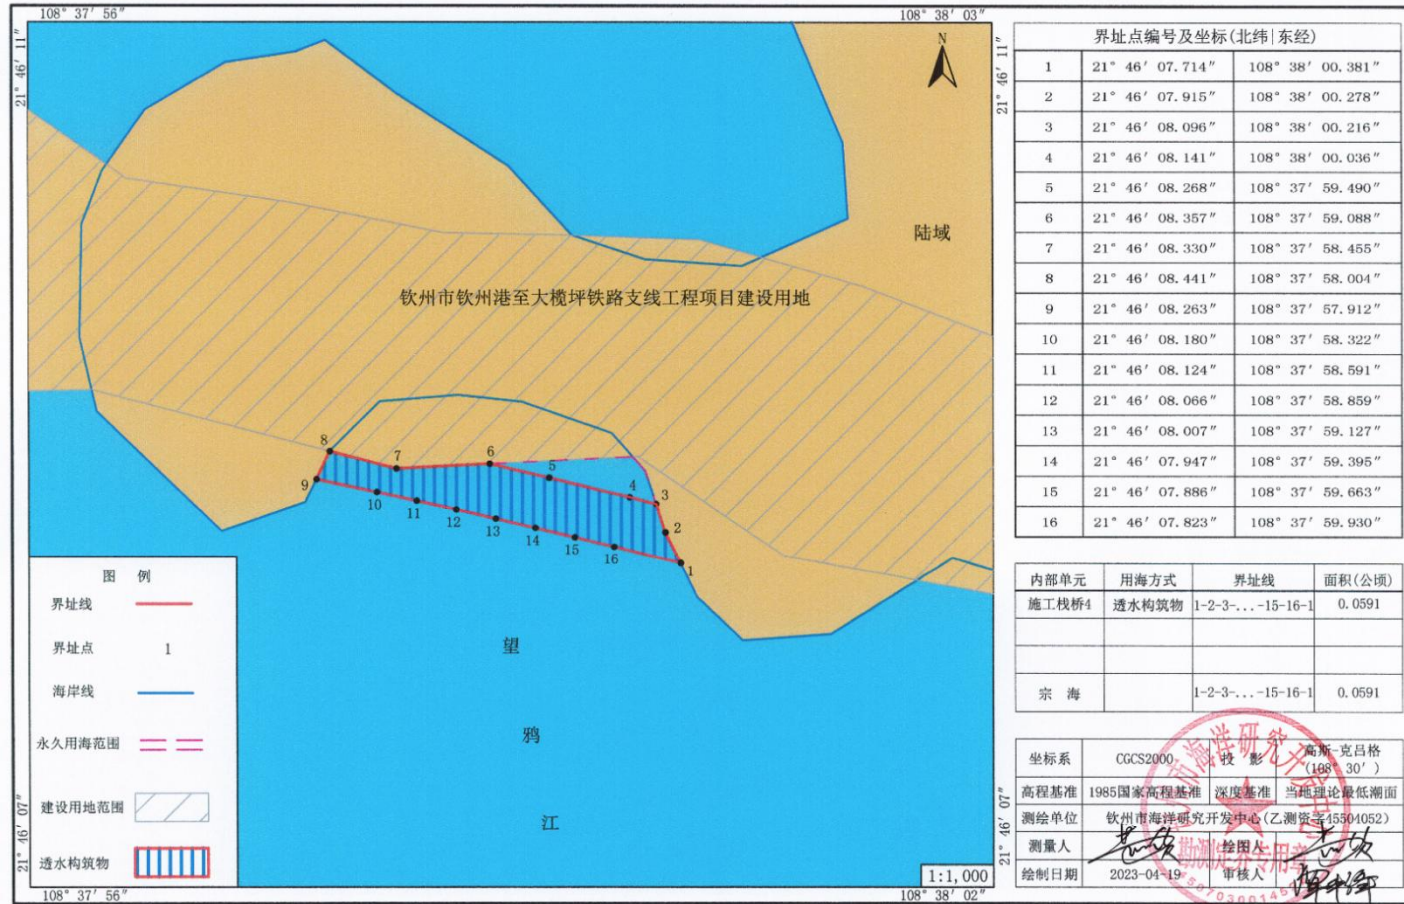 108° 37′ 56″
108° 38′ 03″
21° 46′ 11″
21° 46′ 11″
N
陆域
钦州市钦州港至大榄坪铁路支线工程项目建设用地
8
7
6
5
4
3
9
10
11
12
13
14
15
16
2
1
望
鸦
江
图 例
界址线
界址点 1
海岸线
永久用海范围
建设用地范围
透水构筑物
21° 46′ 07″
21° 46′ 07″
1:1,000
108° 37′ 56″
108° 38′ 02″
界址点编号及坐标(北纬|东经)
1 21° 46′ 07.714″ 108° 38′ 00.381″
2 21° 46′ 07.915″ 108° 38′ 00.278″
3 21° 46′ 08.096″ 108° 38′ 00.216″
4 21° 46′ 08.141″ 108° 38′ 00.036″
5 21° 46′ 08.268″ 108° 37′ 59.490″
6 21° 46′ 08.357″ 108° 37′ 59.088″
7 21° 46′ 08.330″ 108° 37′ 58.455″
8 21° 46′ 08.441″ 108° 37′ 58.004″
9 21° 46′ 08.263″ 108° 37′ 57.912″
10 21° 46′ 08.180″ 108° 37′ 58.322″
11 21° 46′ 08.124″ 108° 37′ 58.591″
12 21° 46′ 08.066″ 108° 37′ 58.859″
13 21° 46′ 08.007″ 108° 37′ 59.127″
14 21° 46′ 07.947″ 108° 37′ 59.395″
15 21° 46′ 07.886″ 108° 37′ 59.663″
16 21° 46′ 07.823″ 108° 37′ 59.930″
内部单元 用海方式 界址线 面积(公顷)
施工栈桥4 透水构筑物 1-2-3-...-15-16-1 0.0591
宗 海 1-2-3-...-15-16-1 0.0591
坐标系 CGCS2000 投 影 高斯-克吕格
(108° 30′)
高程基准 1985国家高程基准 深度基准 当地理论最低潮面
测绘单位 钦州市海洋研究开发中心(乙测资字45504052)
测量人 绘图人
绘制日期 2023-04-19 审核人
钦州市海洋研究开发中心
勘测定界专用章